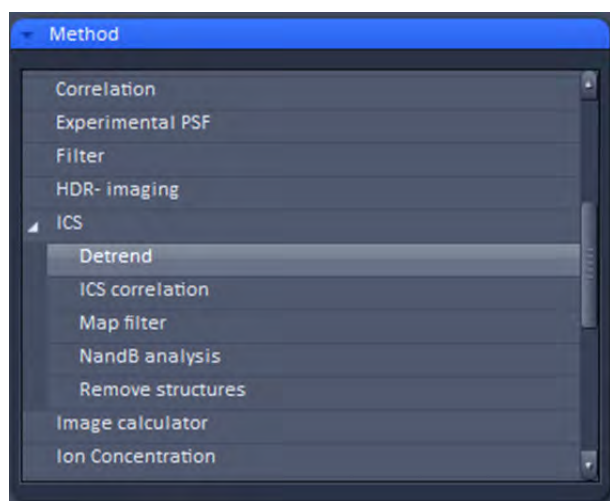 Method
Correlation
Experimental PSF
Filter
HDR- imaging
ICS
Detrend
ICS correlation
Map filter
NandB analysis
Remove structures
Image calculator
Ion Concentration